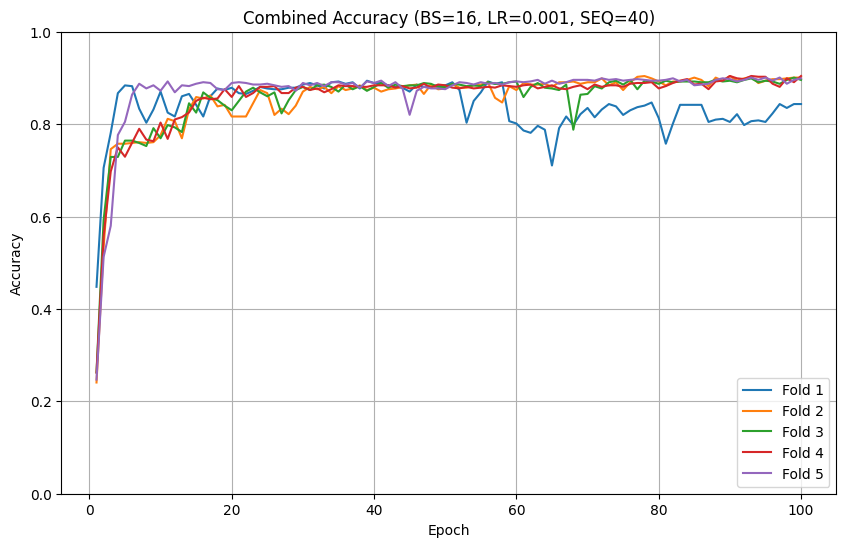 Combined Accuracy (BS=16, LR=0.001, SEQ=40)
1.0
0.8
0.6
0.4
0.2
0.0
Accuracy
0 20 40 60 80 100
Epoch
Fold 1
Fold 2
Fold 3
Fold 4
Fold 5